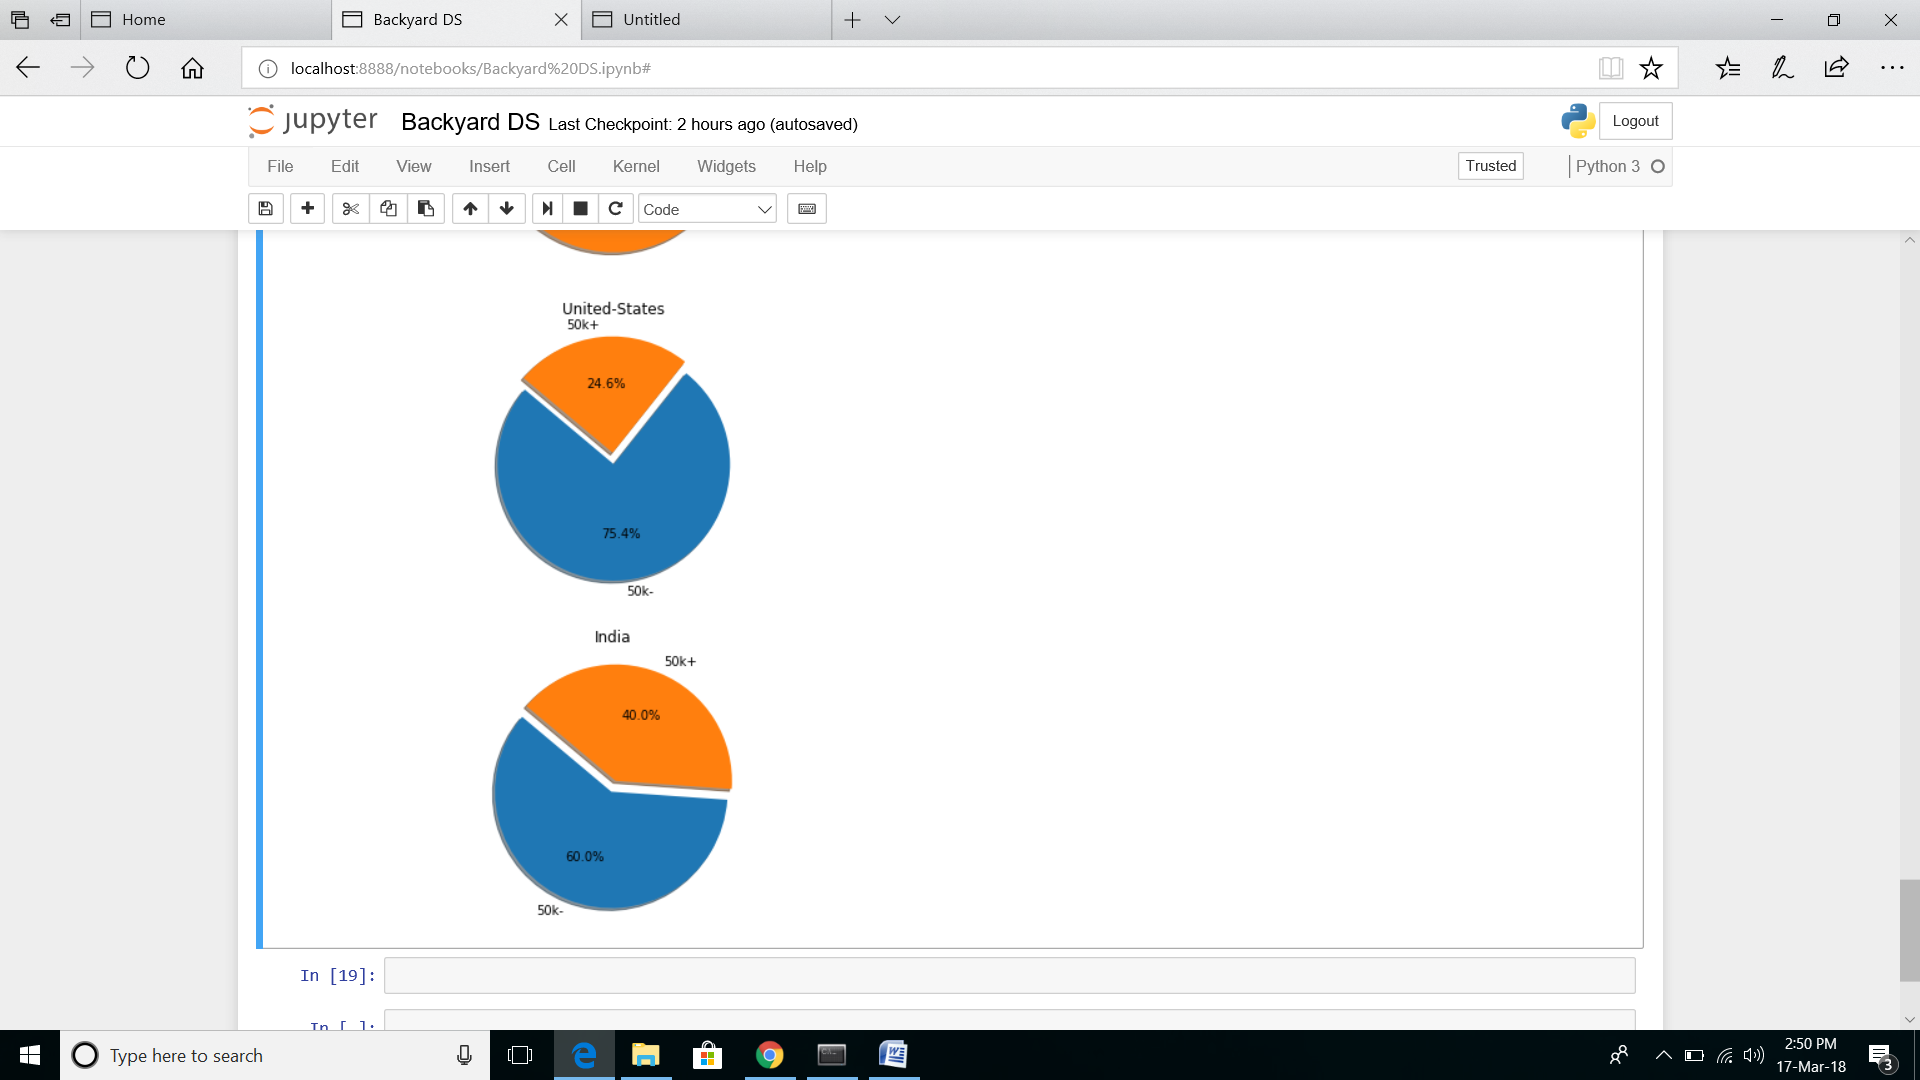 Home
Backyard DS
Untitled
localhost:8888/notebooks/Backyard%20DS.ipynb#
jupyter Backyard DS Last Checkpoint: 2 hours ago (autosaved)
Logout
File Edit View Insert Cell Kernel Widgets Help
Trusted
Python 3
Code
United-States
50k+
24.6%
75.4%
50k-
India
50k+
40.0%
60.0%
50k-
In [19]:
In [ ]:
Type here to search
2:50 PM
17-Mar-18
3